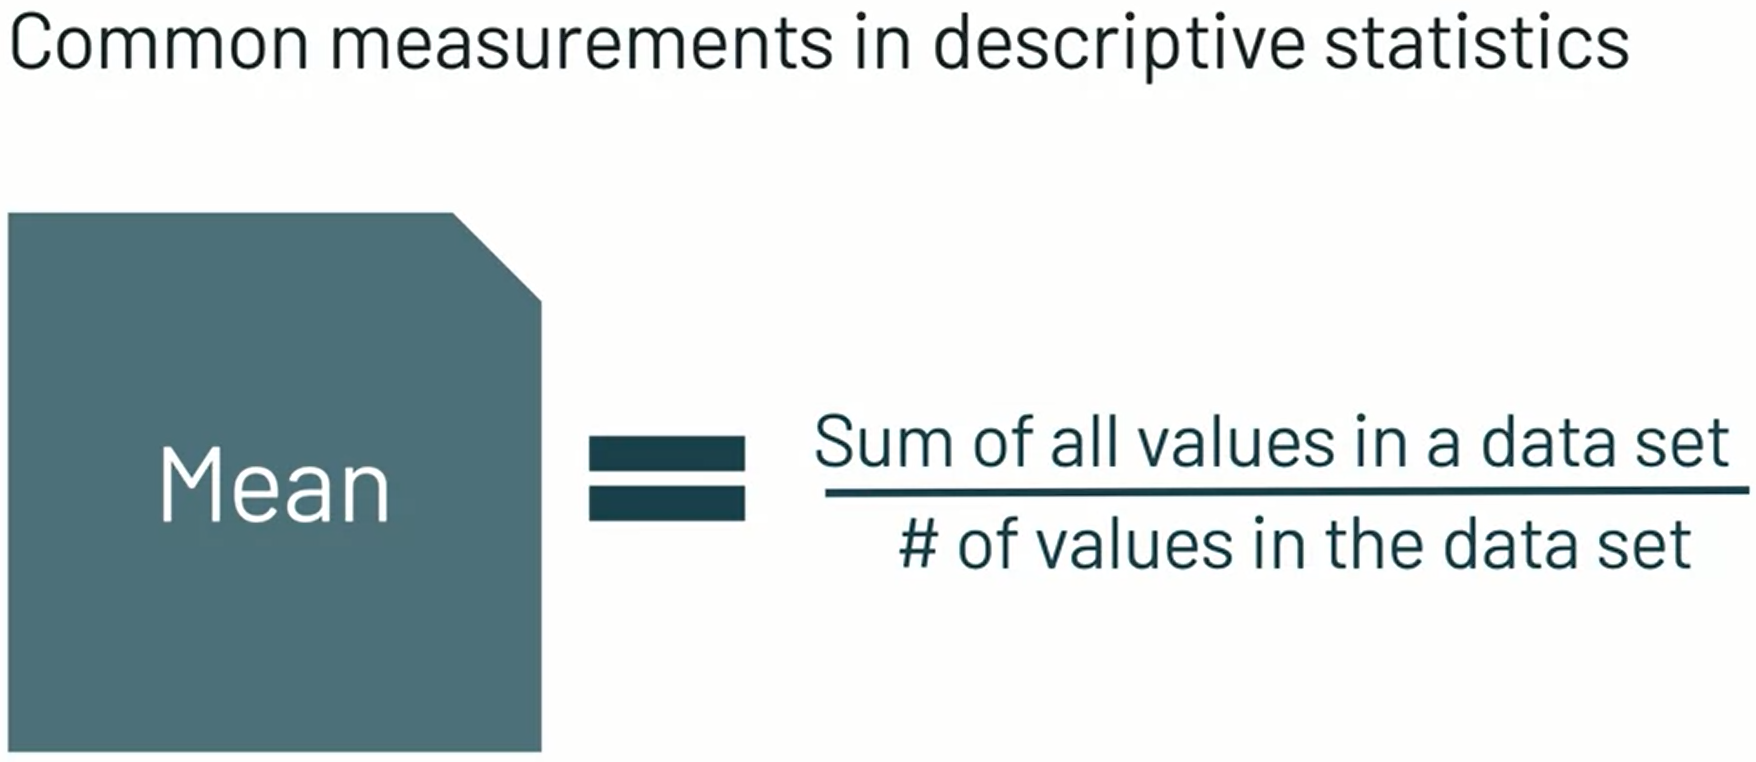 Common measurements in descriptive statistics
Mean
Sum of all values in a data set
# of values in the data set